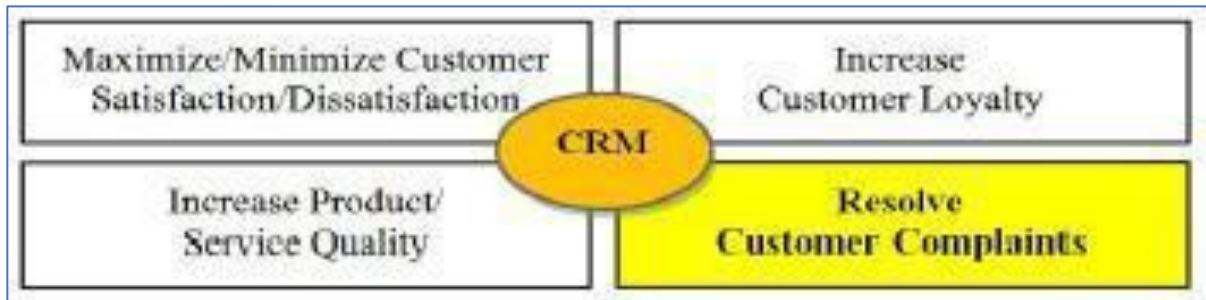 Maximize/Minimize Customer
Satisfaction/Dissatisfaction
Increase
Customer Loyalty
CRM
Increase Product/
Service Quality
Resolve
Customer Complaints